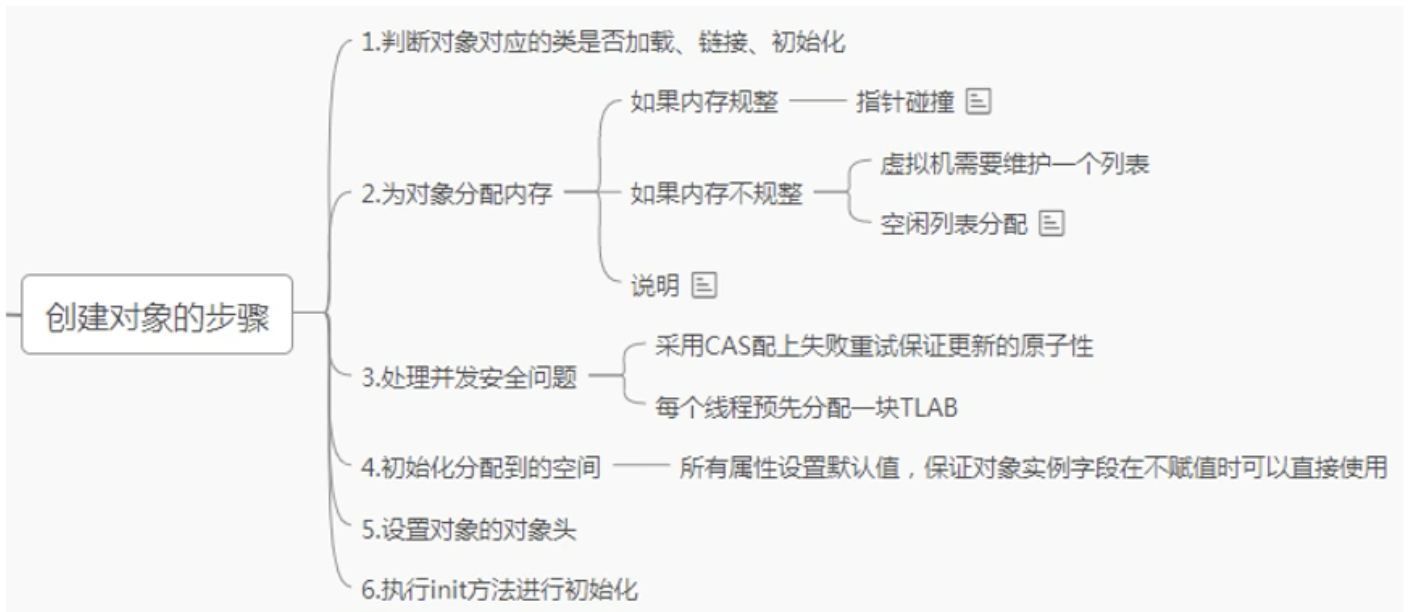 创建对象的步骤
1.判断对象对应的类是否加载、链接、初始化
2.为对象分配内存
如果内存规整
指针碰撞
如果内存不规整
虚拟机需要维护一个列表
空闲列表分配
说明
3.处理并发安全问题
采用CAS配上失败重试保证更新的原子性
每个线程预先分配一块TLAB
4.初始化分配到的空间
所有属性设置默认值，保证对象实例字段在不赋值时可以直接使用
5.设置对象的对象头
6.执行init方法进行初始化